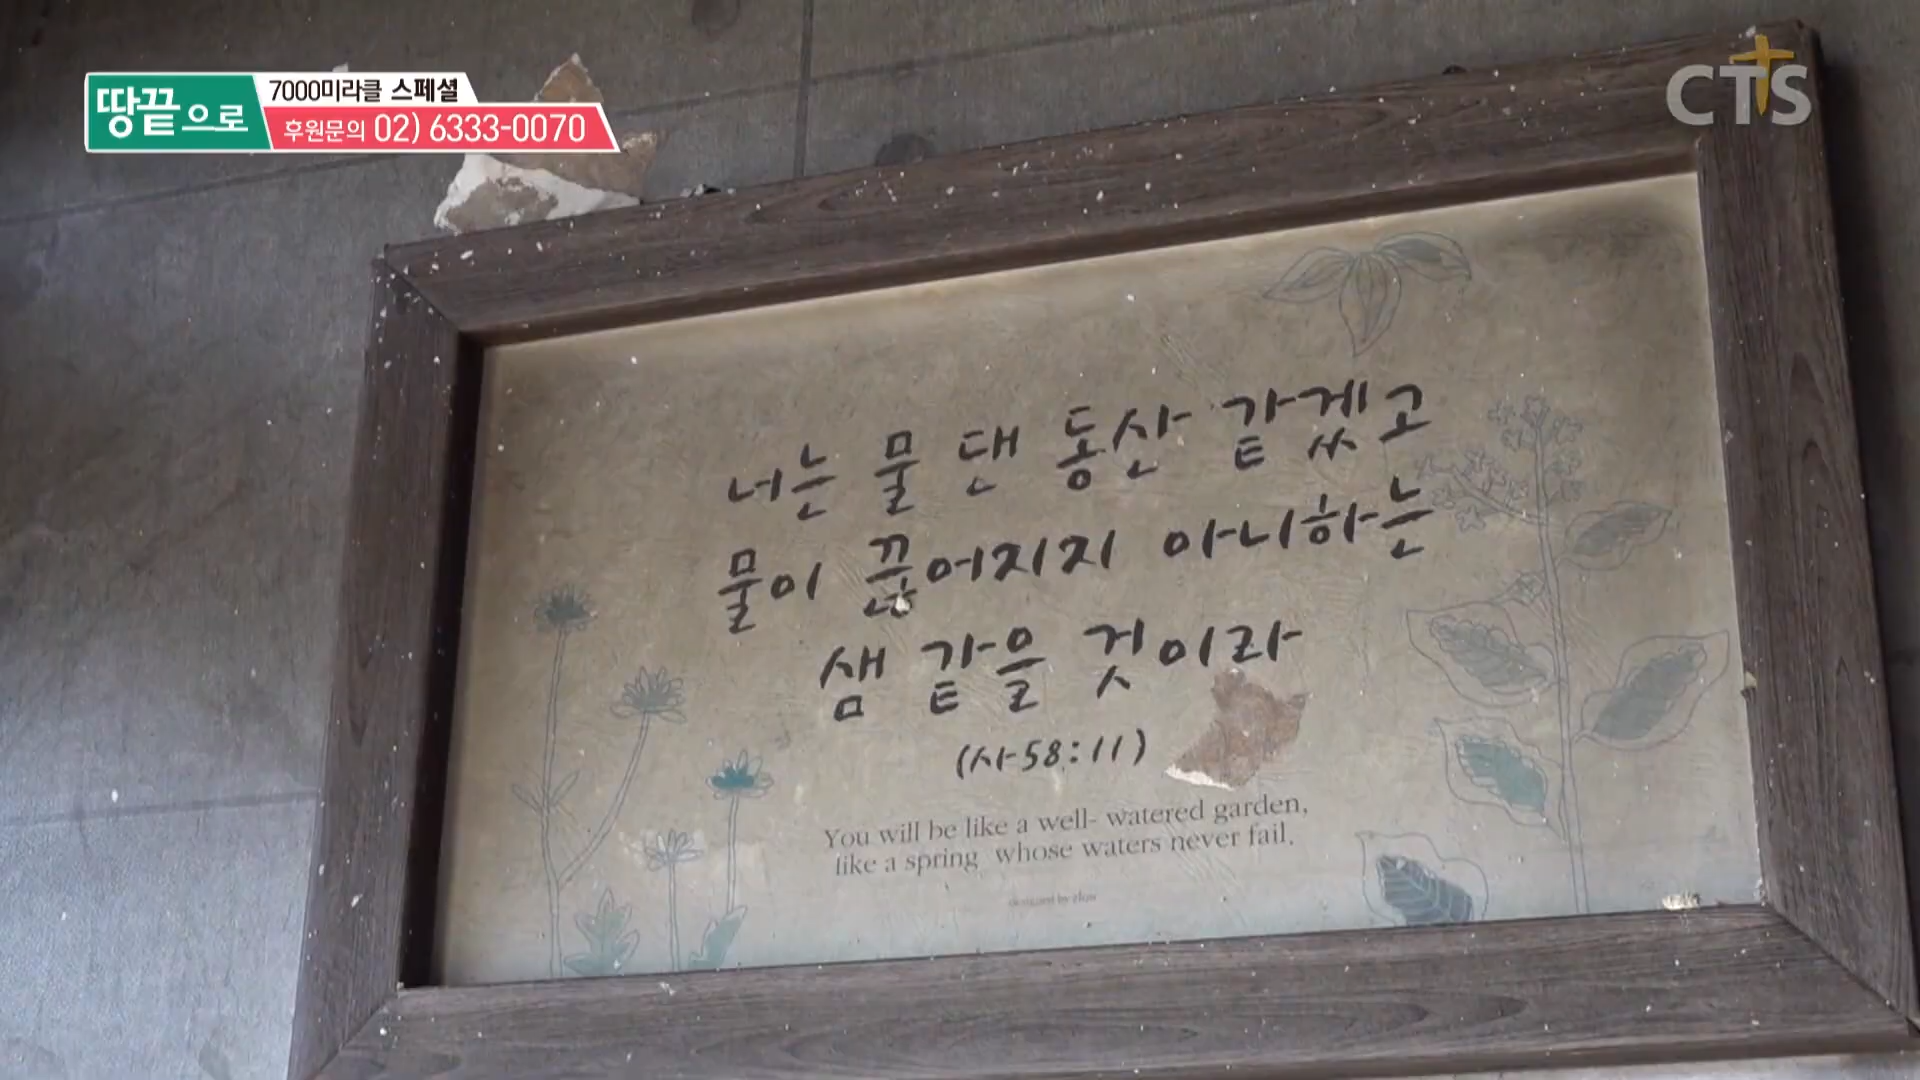 땅끝으로
7000미라클 스페셜
후원문의 02) 6333-0070
CTS
너는 물 댄 동산 같겠고
물이 끊어지지 아니하는
샘 같을 것이라
(사58:11)
You will be like a well- watered garden,
like a spring whose waters never fail.
designed by